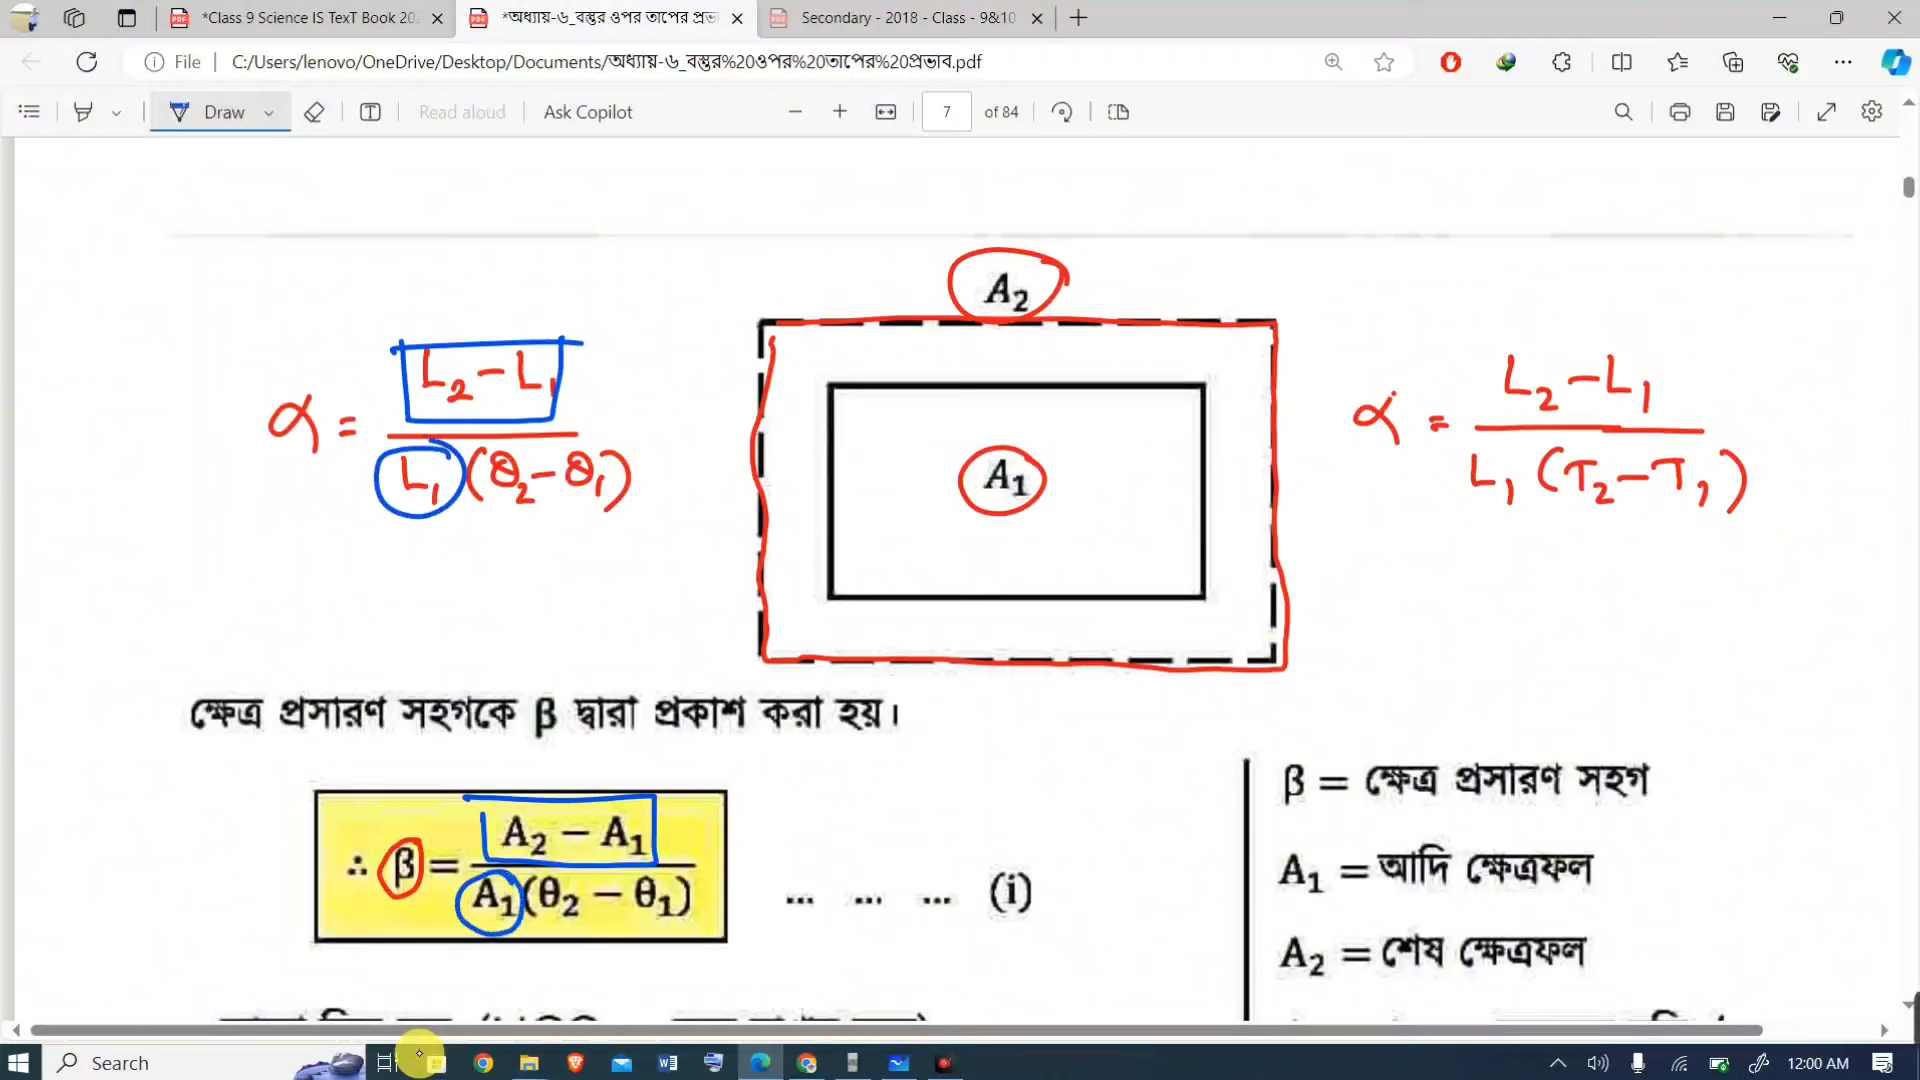 *Class 9 Science IS TexT Book 202
*অধ্যায়-৬_বস্তুর ওপর তাপের প্রভা
Secondary - 2018 - Class - 9&10
File
C:/Users/lenovo/OneDrive/Desktop/Documents/অধ্যায়-৬_বস্তুর%20ওপর%20তাপের%20প্রভাব.pdf
Draw
Read aloud
Ask Copilot
7 of 84
A₂
A₁
α = L₂ - L₁ / L₁ (θ₂ - θ₁)
α = L₂ - L₁ / L₁ (T₂ - T₁)
ক্ষেত্র প্রসারণ সহগকে β দ্বারা প্রকাশ করা হয়।
∴ β = A₂ − A₁ / A₁(θ₂ − θ₁) ... ... ... (i)
β = ক্ষেত্র প্রসারণ সহগ
A₁ = আদি ক্ষেত্রফল
A₂ = শেষ ক্ষেত্রফল
Search
12:00 AM